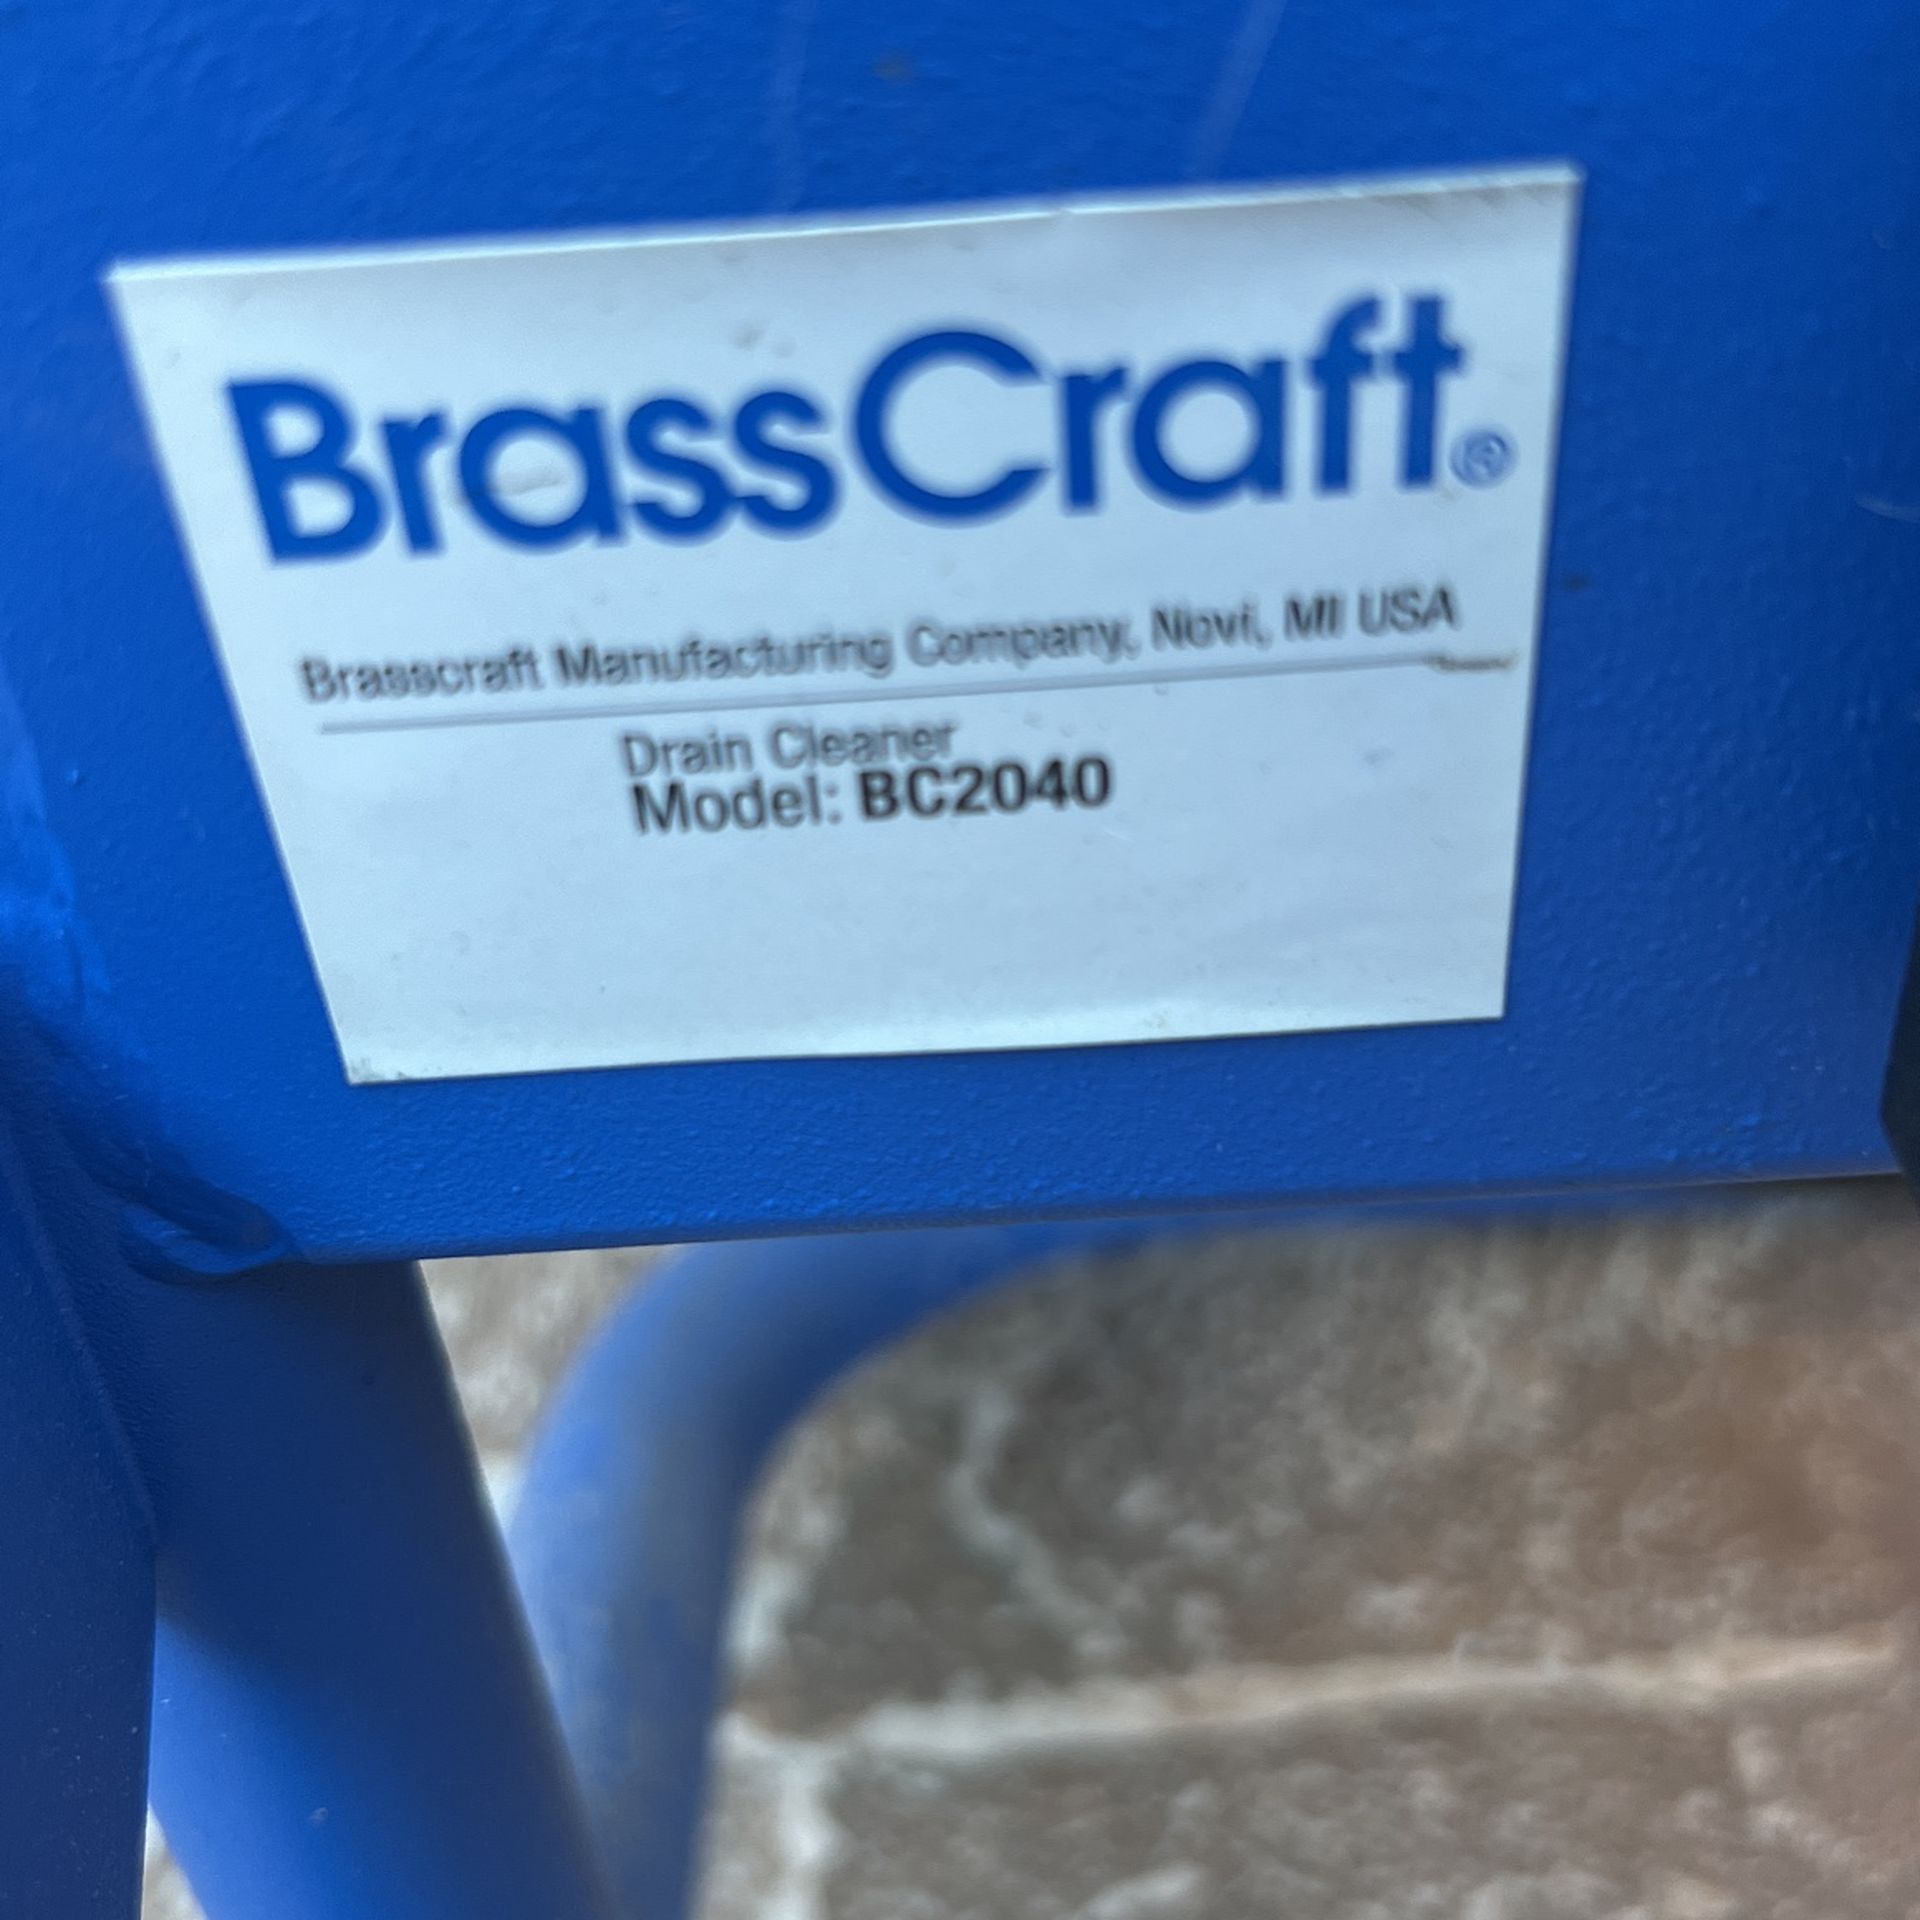 BrassCraft®
Brasscraft Manufacturing Company, Novi, MI USA
Drain Cleaner
Model: BC2040